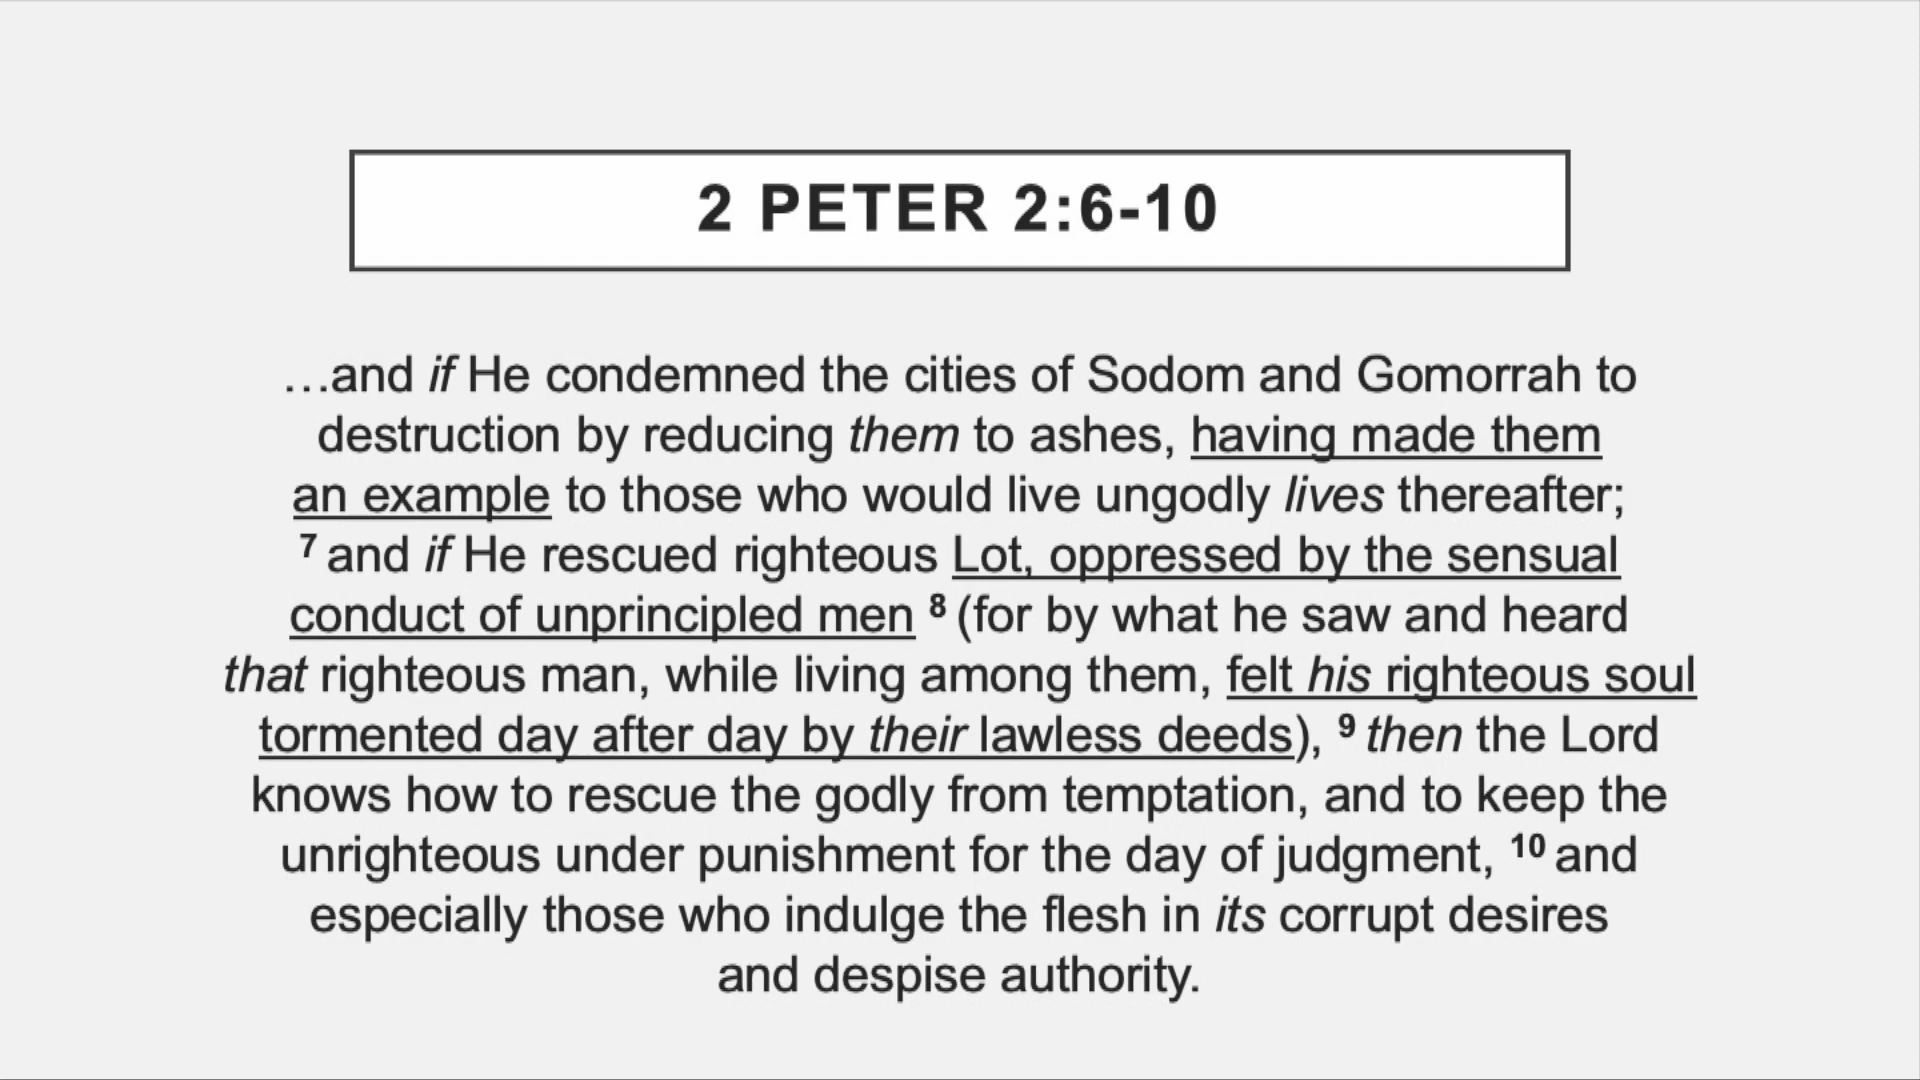 2 PETER 2:6-10
…and if He condemned the cities of Sodom and Gomorrah to
destruction by reducing them to ashes, having made them
an example to those who would live ungodly lives thereafter;
7 and if He rescued righteous Lot, oppressed by the sensual
conduct of unprincipled men 8 (for by what he saw and heard
that righteous man, while living among them, felt his righteous soul
tormented day after day by their lawless deeds), 9 then the Lord
knows how to rescue the godly from temptation, and to keep the
unrighteous under punishment for the day of judgment, 10 and
especially those who indulge the flesh in its corrupt desires
and despise authority.